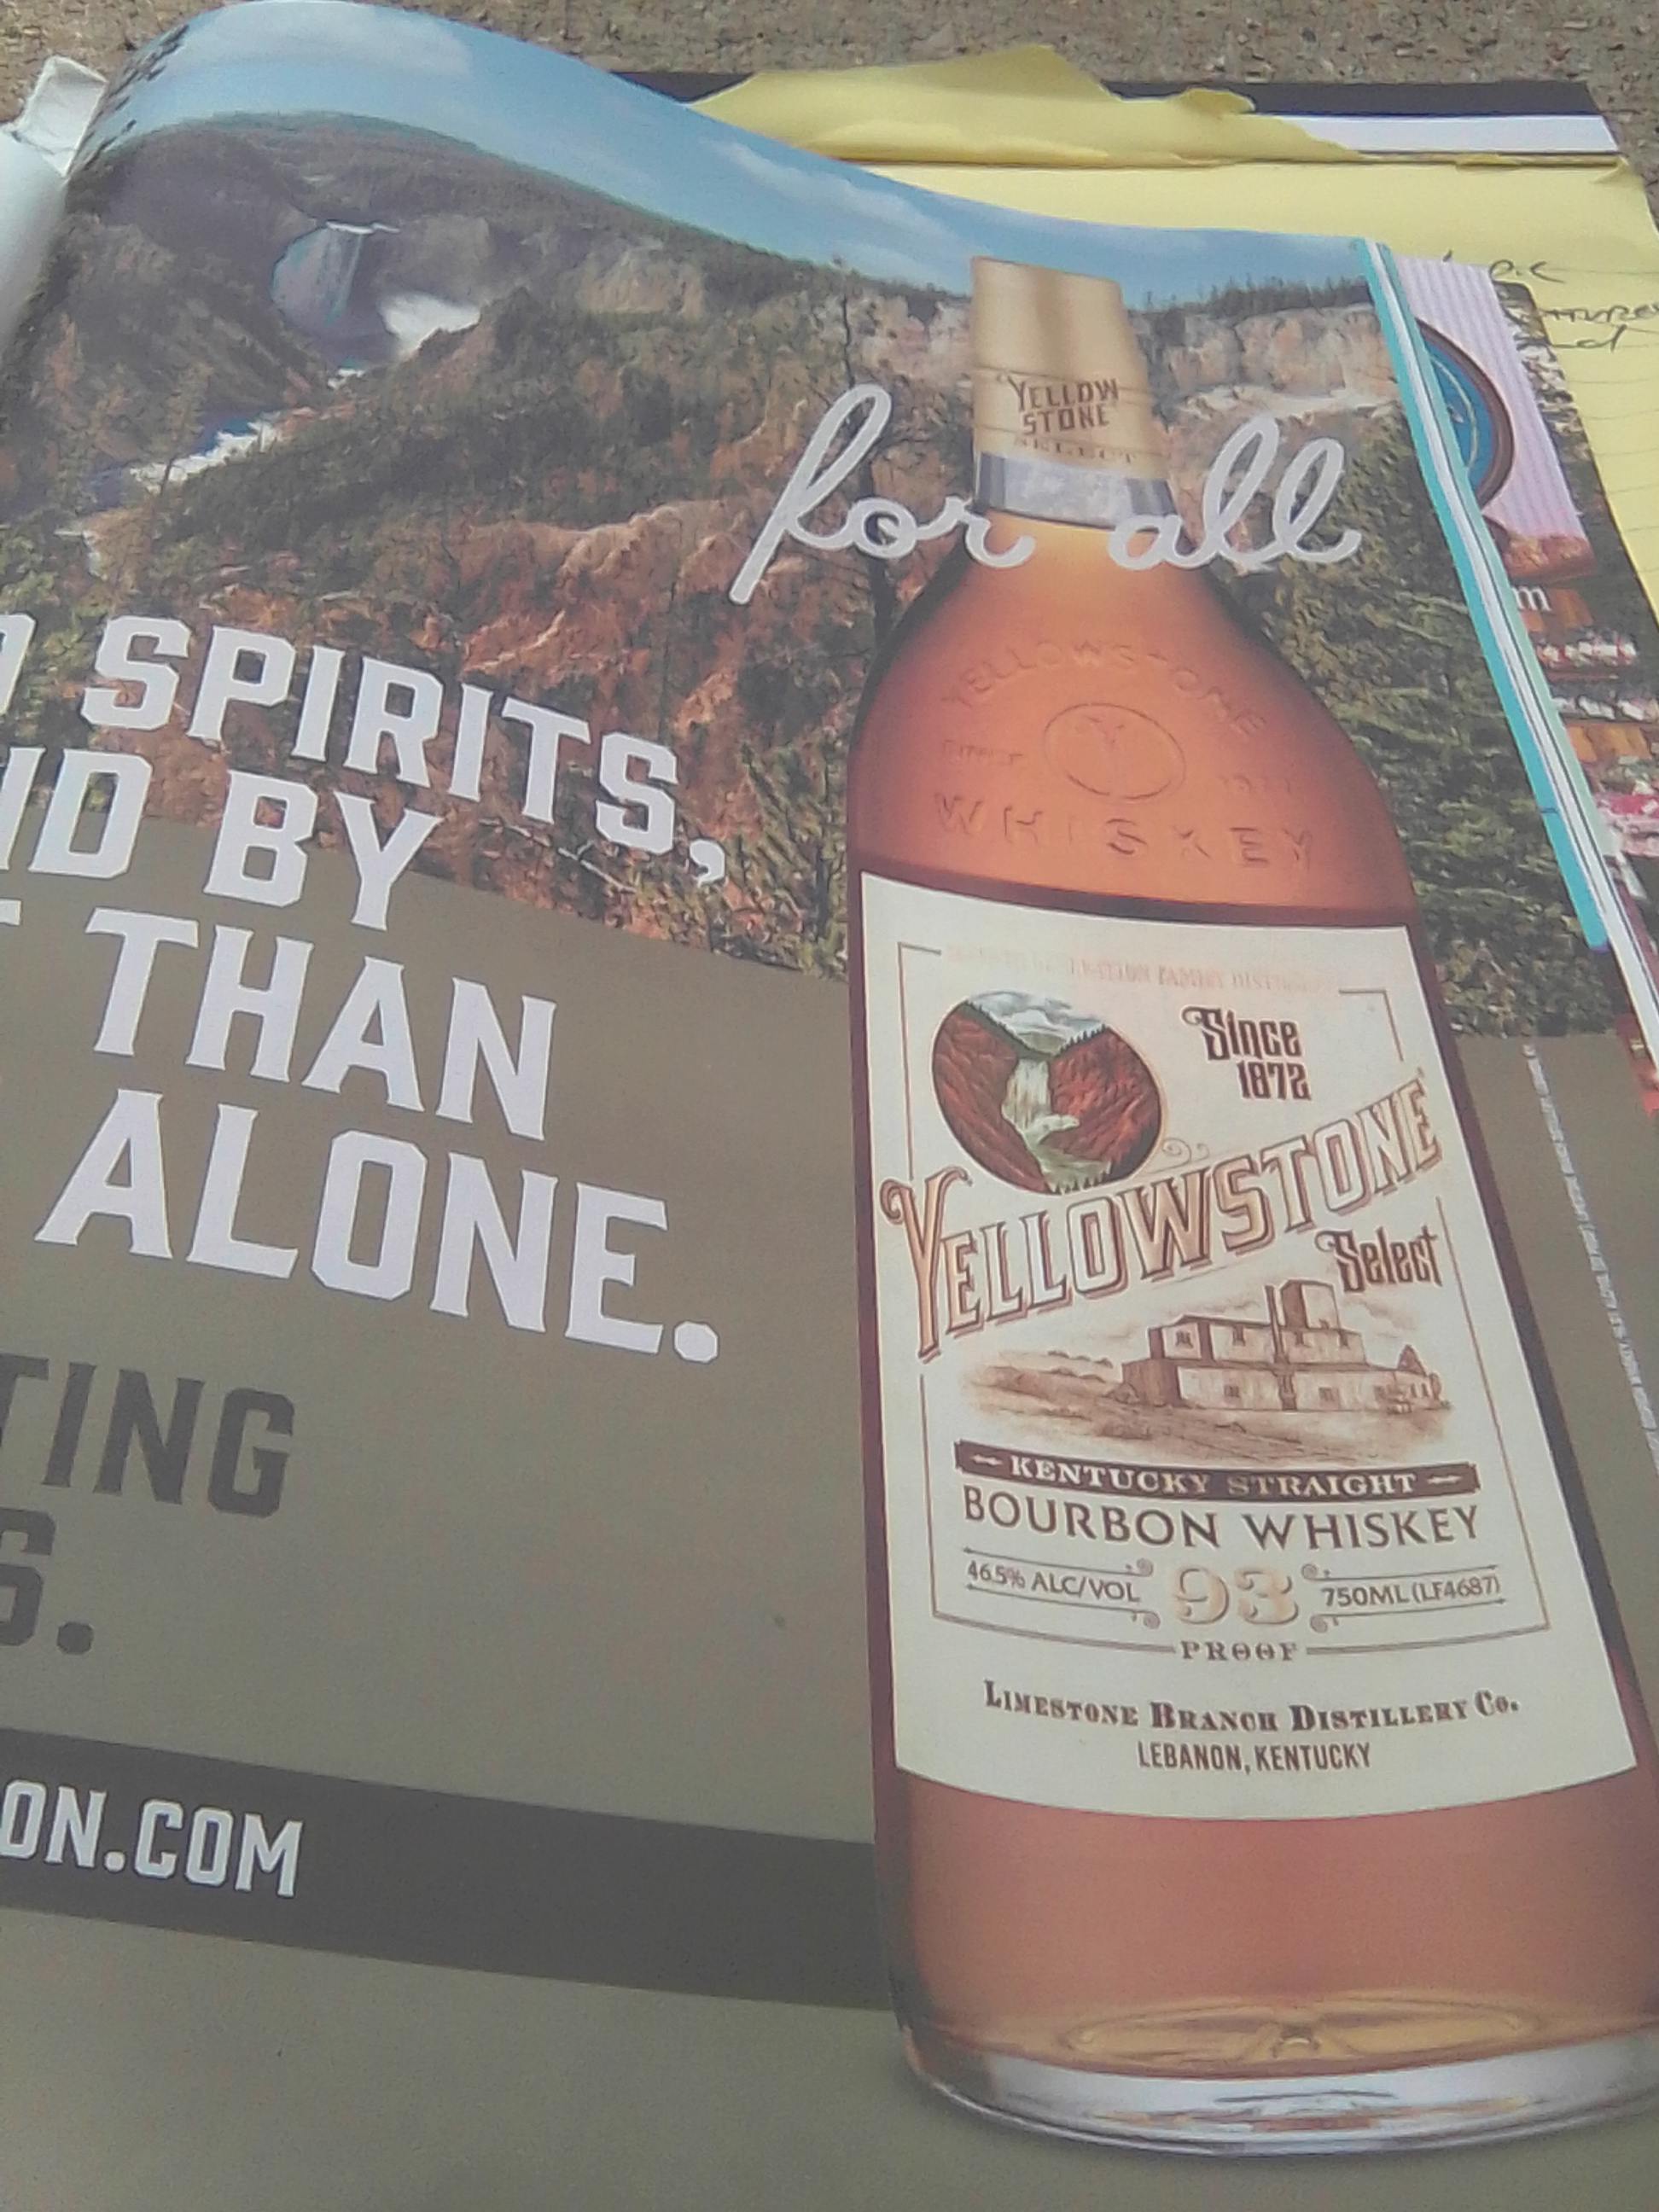 for all
YELLOW
STONE
SELECT
SPIRITS,
BY
THAN
ALONE.
TING
S.
ON.COM
YELLOWSTONE
WHISKEY
Since
1872
YELLOWSTONE
Select
KENTUCKY STRAIGHT
BOURBON WHISKEY
46.5% ALC/VOL 93 750ML (LF4687)
PROOF
LIMESTONE BRANCH DISTILLERY Co.
LEBANON, KENTUCKY